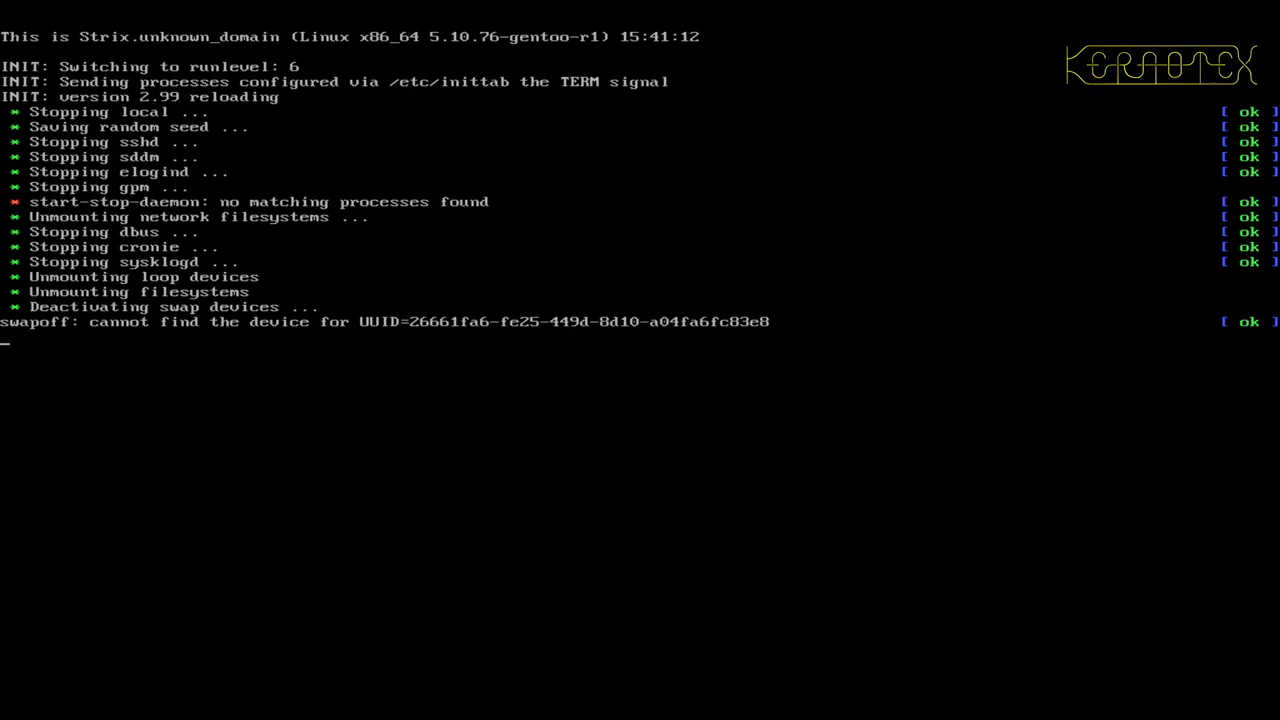 This is Strix.unknown_domain (Linux x86_64 5.10.76-gentoo-r1) 15:41:12
KERNOTEX
INIT: Switching to runlevel: 6
INIT: Sending processes configured via /etc/inittab the TERM signal
INIT: version 2.99 reloading
* Stopping local ... [ ok ]
* Saving random seed ... [ ok ]
* Stopping sshd ... [ ok ]
* Stopping sddm ... [ ok ]
* Stopping elogind ... [ ok ]
* Stopping gpm ...
* start-stop-daemon: no matching processes found [ ok ]
* Unmounting network filesystems ... [ ok ]
* Stopping dbus ... [ ok ]
* Stopping cronie ... [ ok ]
* Stopping sysklogd ... [ ok ]
* Unmounting loop devices
* Unmounting filesystems
* Deactivating swap devices ...
swapoff: cannot find the device for UUID=26661fa6-fe25-449d-8d10-a04fa6fc83e8 [ ok ]